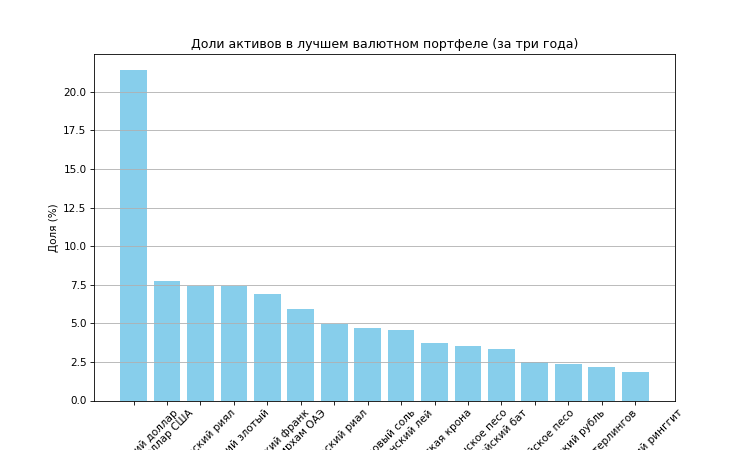 Доли активов в лучшем валютном портфеле (за три года)
Доля (%)
20.0
17.5
15.0
12.5
10.0
7.5
5.0
2.5
0.0
доллар
США
риял
злотый
франк
ОАЭ
риал
соль
лей
крона
песо
бат
песо
рубль
ринггит